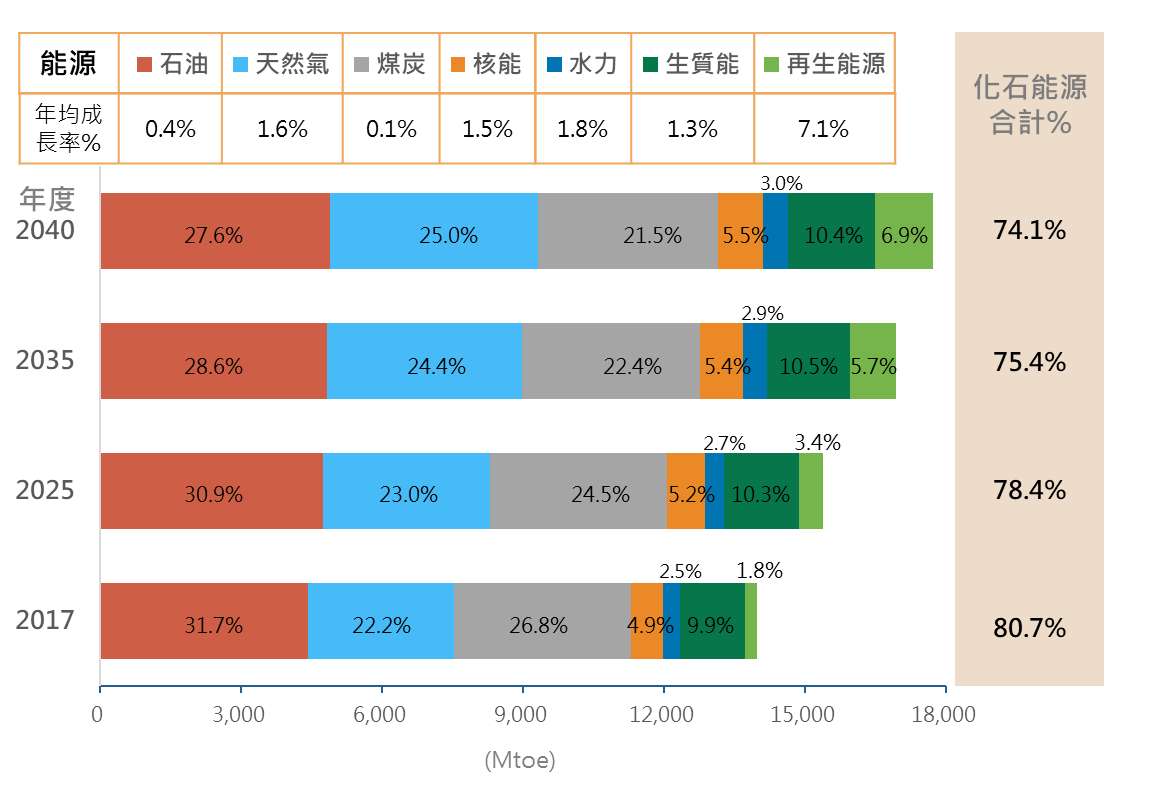 能源 石油 天然氣 煤炭 核能 水力 生質能 再生能源
年均成
長率% 0.4% 1.6% 0.1% 1.5% 1.8% 1.3% 7.1%
化石能源
合計%
年度
3.0%
2040 27.6% 25.0% 21.5% 5.5% 10.4% 6.9% 74.1%
2.9%
2035 28.6% 24.4% 22.4% 5.4% 10.5% 5.7% 75.4%
2.7% 3.4%
2025 30.9% 23.0% 24.5% 5.2% 10.3% 78.4%
2.5% 1.8%
2017 31.7% 22.2% 26.8% 4.9% 9.9% 80.7%
0 3,000 6,000 9,000 12,000 15,000 18,000
(Mtoe)